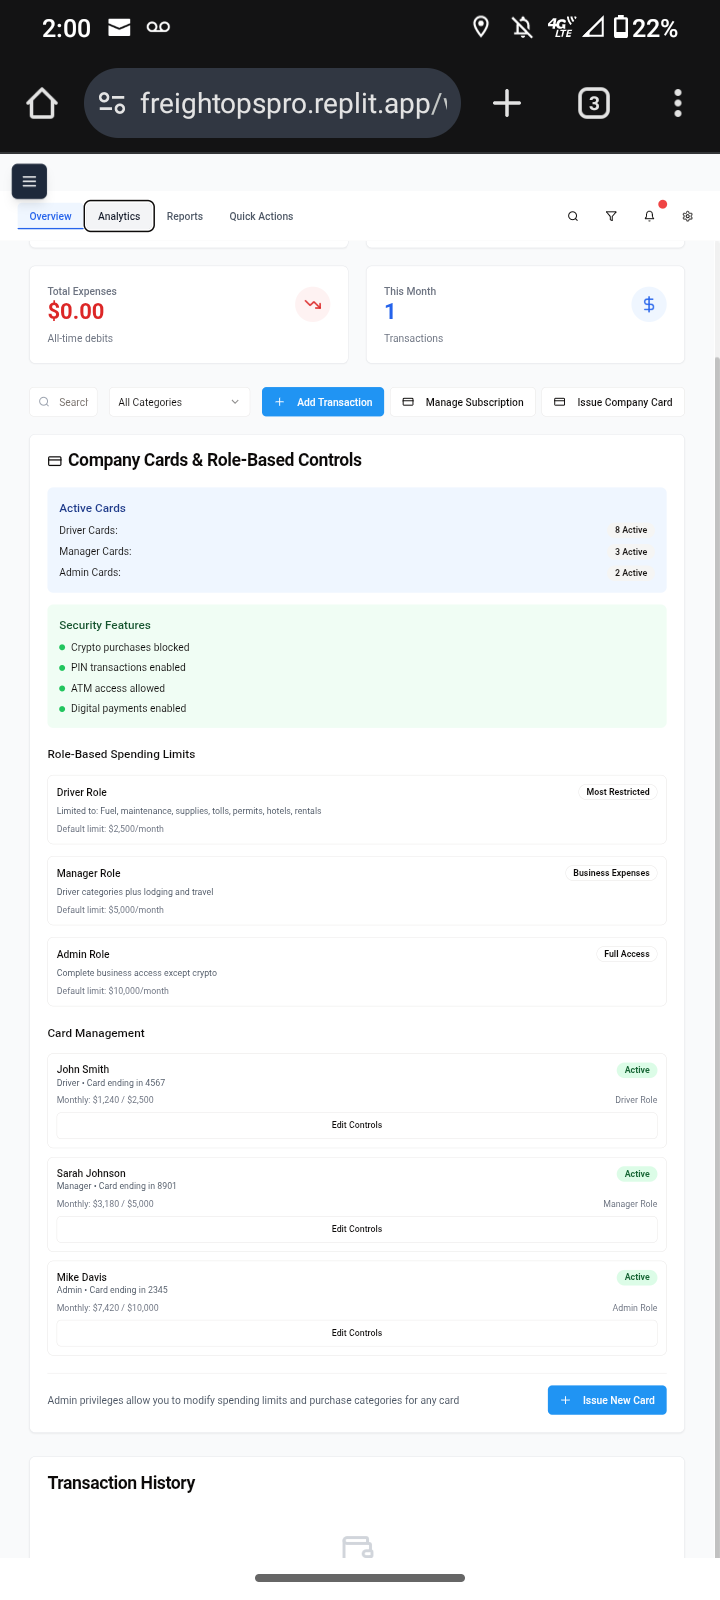 2:00
4G LTE
22%
freightopspro.replit.app/
3
Overview
Analytics
Reports
Quick Actions
Total Expenses
$0.00
All-time debits
This Month
1
Transactions
Search
All Categories
Add Transaction
Manage Subscription
Issue Company Card
Company Cards & Role-Based Controls
Active Cards
Driver Cards:
8 Active
Manager Cards:
3 Active
Admin Cards:
2 Active
Security Features
Crypto purchases blocked
PIN transactions enabled
ATM access allowed
Digital payments enabled
Role-Based Spending Limits
Driver Role
Most Restricted
Limited to: Fuel, maintenance, supplies, tolls, permits, hotels, rentals
Default limit: $2,500/month
Manager Role
Business Expenses
Driver categories plus lodging and travel
Default limit: $5,000/month
Admin Role
Full Access
Complete business access except crypto
Default limit: $10,000/month
Card Management
John Smith
Active
Driver • Card ending in 4567
Monthly: $1,240 / $2,500
Driver Role
Edit Controls
Sarah Johnson
Active
Manager • Card ending in 8901
Monthly: $3,180 / $5,000
Manager Role
Edit Controls
Mike Davis
Active
Admin • Card ending in 2345
Monthly: $7,420 / $10,000
Admin Role
Edit Controls
Admin privileges allow you to modify spending limits and purchase categories for any card
Issue New Card
Transaction History